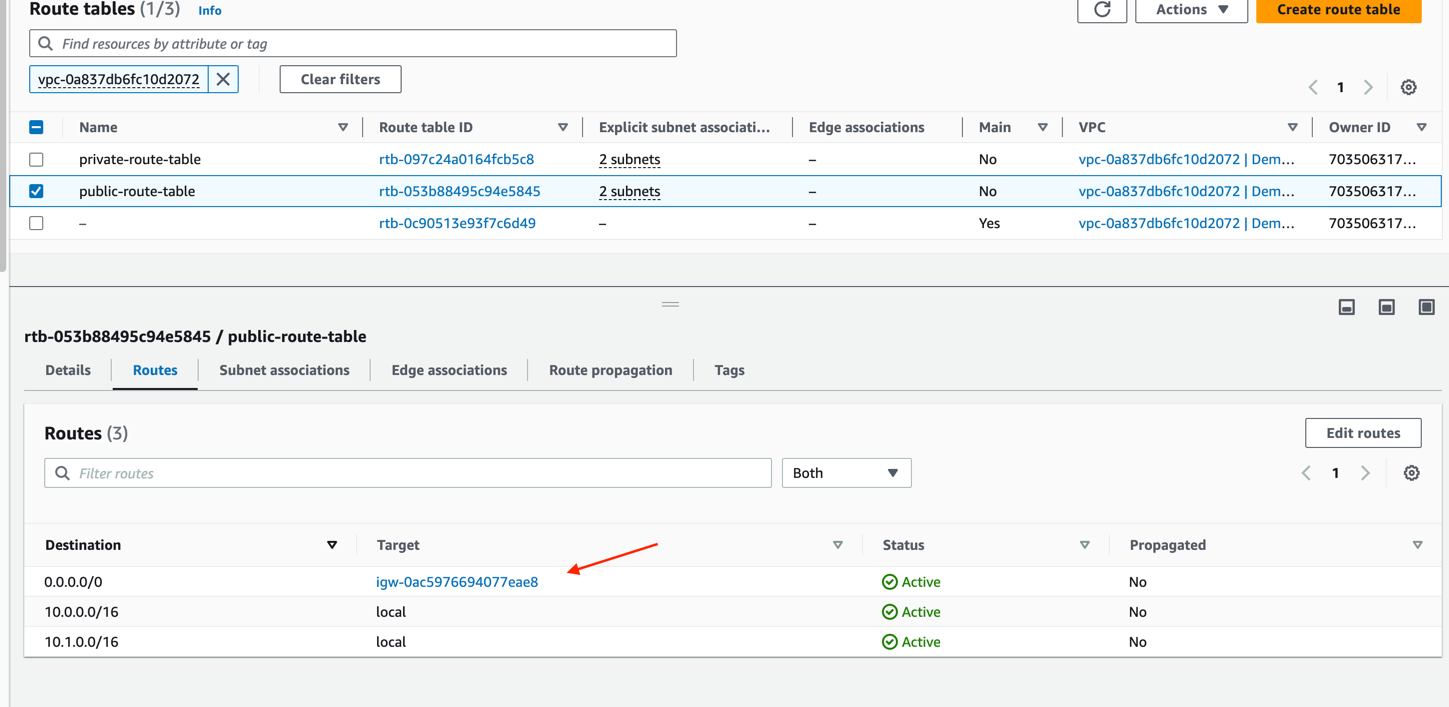 Route tables (1/3) Info
Actions
Create route table
Find resources by attribute or tag
vpc-0a837db6fc10d2072
Clear filters
1
Name Route table ID Explicit subnet associati... Edge associations Main VPC Owner ID
private-route-table rtb-097c24a0164fcb5c8 2 subnets – No vpc-0a837db6fc10d2072 | Dem... 703506317...
public-route-table rtb-053b88495c94e5845 2 subnets – No vpc-0a837db6fc10d2072 | Dem... 703506317...
– rtb-0c90513e93f7c6d49 – – Yes vpc-0a837db6fc10d2072 | Dem... 703506317...
rtb-053b88495c94e5845 / public-route-table
Details Routes Subnet associations Edge associations Route propagation Tags
Routes (3)
Edit routes
Filter routes
Both
1
Destination Target Status Propagated
0.0.0.0/0 igw-0ac5976694077eae8 Active No
10.0.0.0/16 local Active No
10.1.0.0/16 local Active No